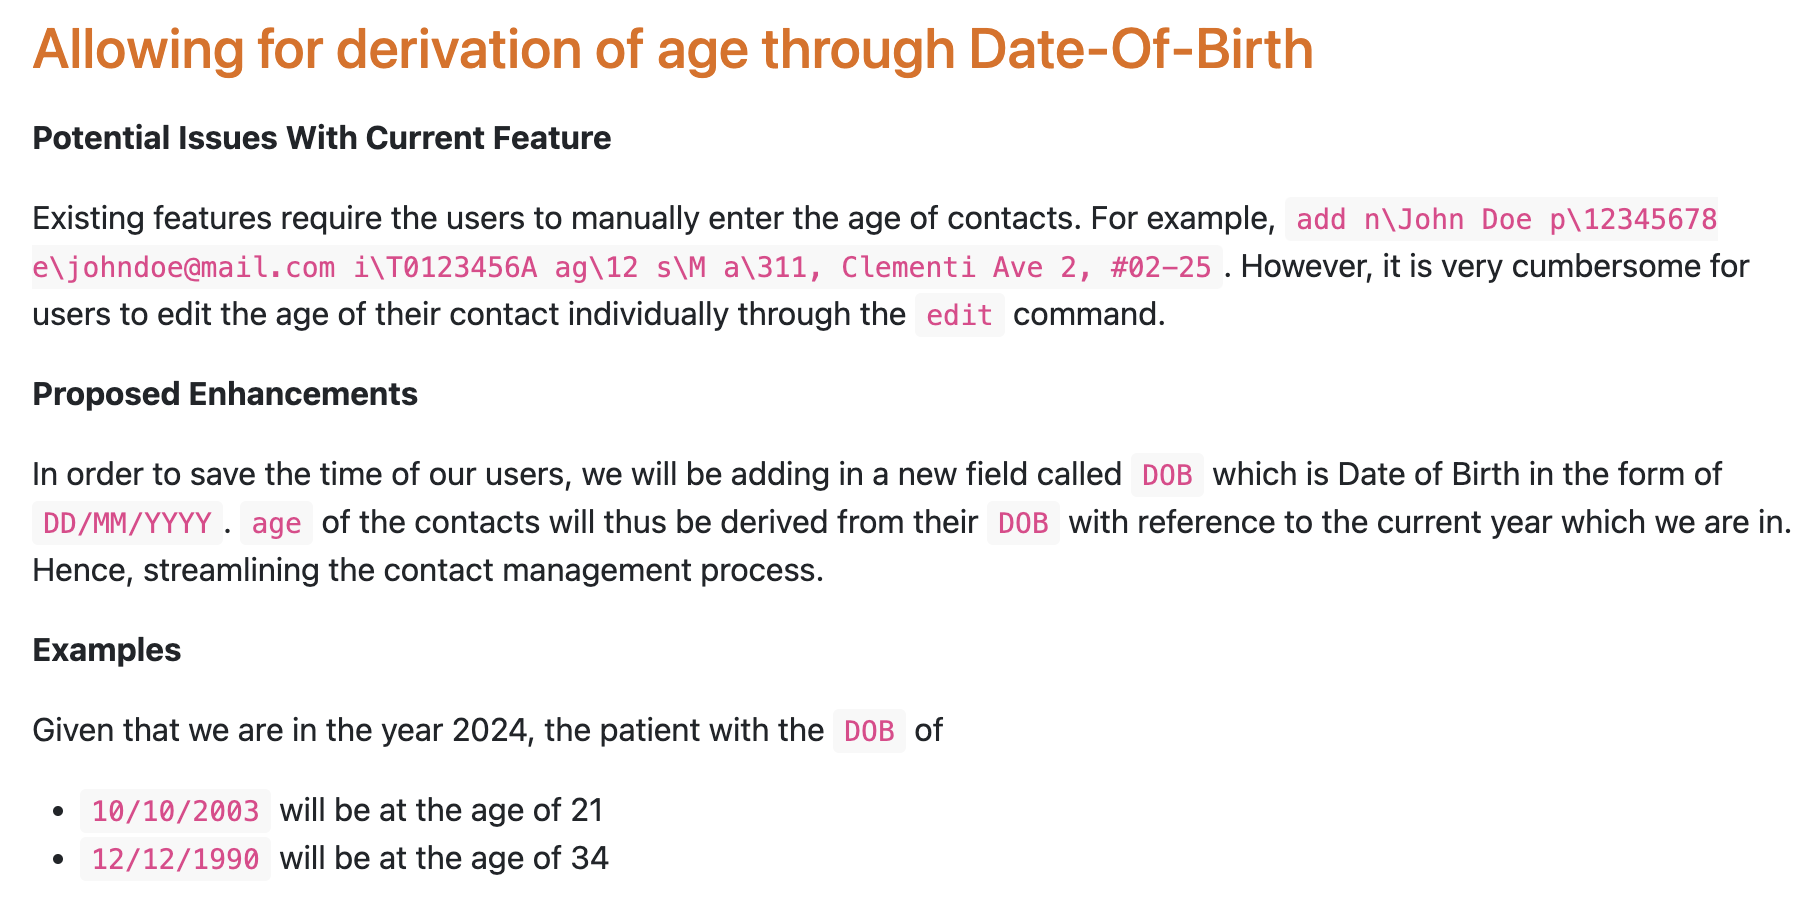 Allowing for derivation of age through Date-Of-Birth
Potential Issues With Current Feature
Existing features require the users to manually enter the age of contacts. For example, add n\John Doe p\12345678
e\johndoe@mail.com i\T0123456A ag\12 s\M a\311, Clementi Ave 2, #02-25 . However, it is very cumbersome for
users to edit the age of their contact individually through the edit command.
Proposed Enhancements
In order to save the time of our users, we will be adding in a new field called DOB which is Date of Birth in the form of
DD/MM/YYYY . age of the contacts will thus be derived from their DOB with reference to the current year which we are in.
Hence, streamlining the contact management process.
Examples
Given that we are in the year 2024, the patient with the DOB of
• 10/10/2003 will be at the age of 21
• 12/12/1990 will be at the age of 34